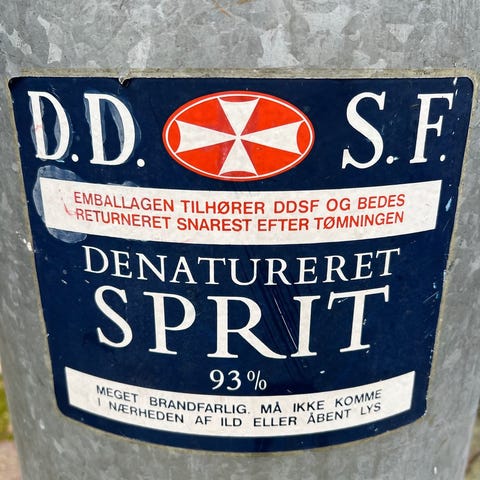 D.D. S.F.
EMBALLAGEN TILHØRER DDSF OG BEDES
RETURNERET SNAREST EFTER TØMNINGEN
DENATURERET
SPRIT
93%
MEGET BRANDFARLIG. MÅ IKKE KOMME
I NÆRHEDEN AF ILD ELLER ÅBENT LYS